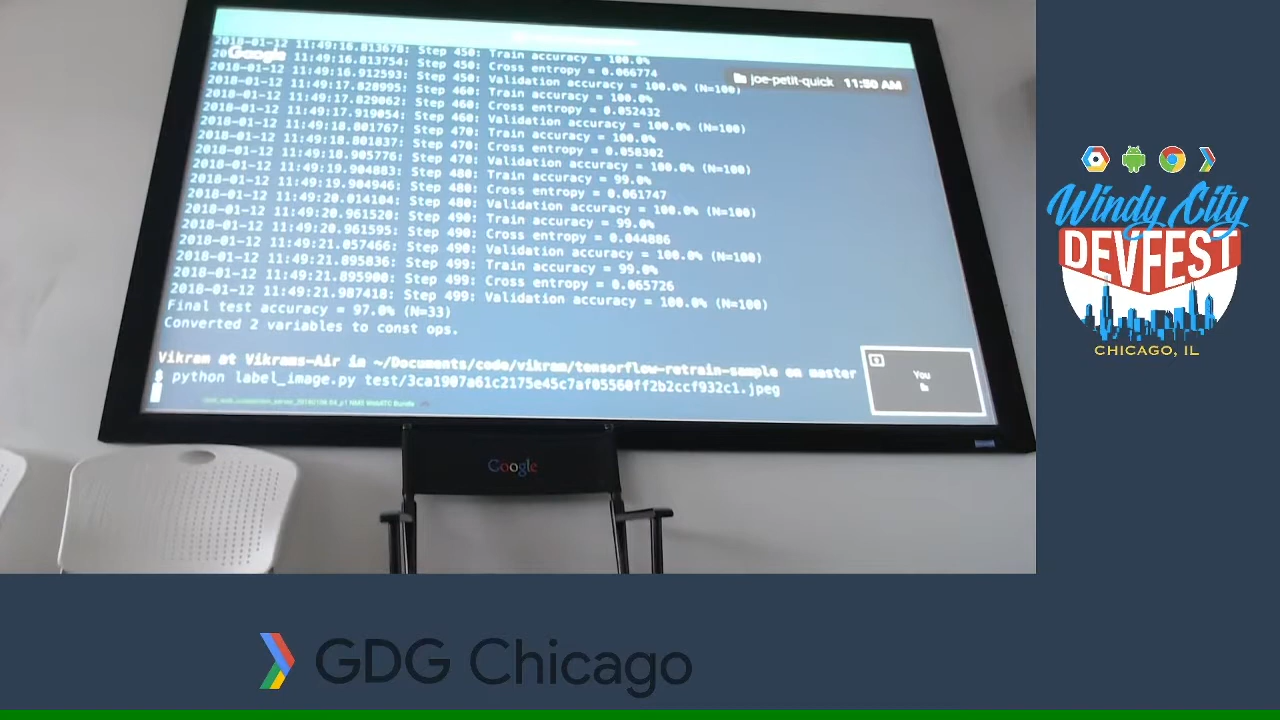 2018-01-12 11:49:16.813678: Step 450: Train accuracy = 100.0%
Google 11:49:16.813754: Step 450: Cross entropy = 0.066774
2018-01-12 11:49:16.912593: Step 450: Validation accuracy = 100.0% (N=100)
2018-01-12 11:49:17.828995: Step 460: Train accuracy = 100.0%
2018-01-12 11:49:17.829062: Step 460: Cross entropy = 0.052432
2018-01-12 11:49:17.919054: Step 460: Validation accuracy = 100.0% (N=100)
2018-01-12 11:49:18.801767: Step 470: Train accuracy = 100.0%
2018-01-12 11:49:18.801837: Step 470: Cross entropy = 0.058302
2018-01-12 11:49:18.905776: Step 470: Validation accuracy = 100.0% (N=100)
2018-01-12 11:49:19.904883: Step 480: Train accuracy = 99.0%
2018-01-12 11:49:19.904946: Step 480: Cross entropy = 0.061747
2018-01-12 11:49:20.014104: Step 480: Validation accuracy = 100.0% (N=100)
2018-01-12 11:49:20.961520: Step 490: Train accuracy = 99.0%
2018-01-12 11:49:20.961595: Step 490: Cross entropy = 0.044886
2018-01-12 11:49:21.057466: Step 490: Validation accuracy = 100.0% (N=100)
2018-01-12 11:49:21.895836: Step 499: Train accuracy = 99.0%
2018-01-12 11:49:21.895900: Step 499: Cross entropy = 0.065726
2018-01-12 11:49:21.987418: Step 499: Validation accuracy = 100.0% (N=100)
Final test accuracy = 97.0% (N=33)
Converted 2 variables to const ops.
Vikram at Vikrams-Air in ~/Documents/code/vikram/tensorflow-retrain-sample on master
$ python label_image.py test/3ca1907a61c2175e45c7af05560ff2b2ccf932c1.jpeg
joe-petit-quick 11:50 AM
You
Google
Windy City
DEVFEST
CHICAGO, IL
GDG Chicago